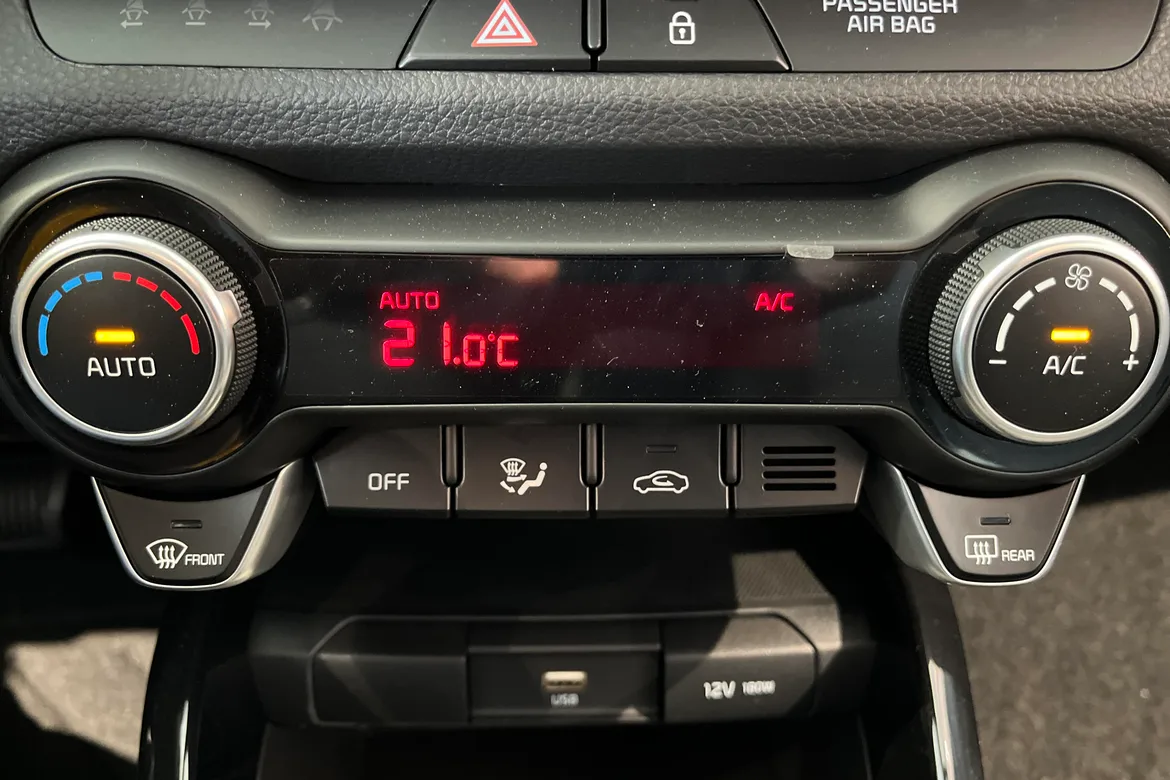 PASSENGER
AIR BAG
AUTO
A/C
21.0°C
AUTO
A/C
- +
OFF
FRONT
REAR
USB
12V 180W